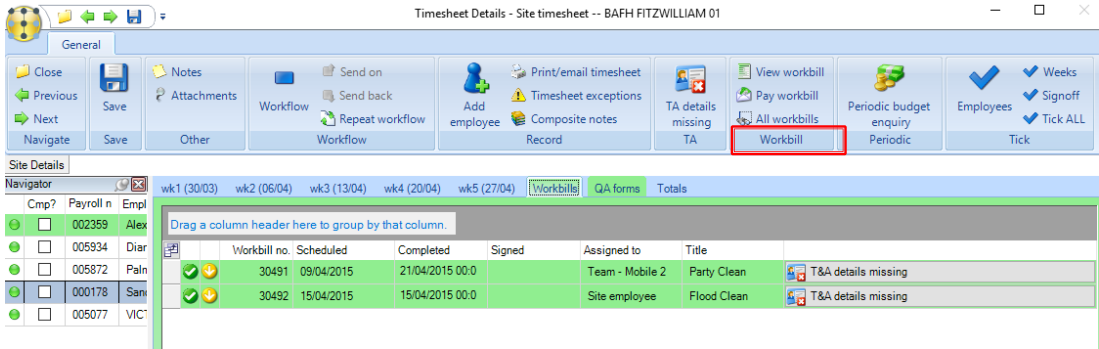 Timesheet Details - Site timesheet -- BAFH FITZWILLIAM 01
General
Close
Previous
Next
Navigate
Save
Save
Notes
Attachments
Other
Workflow
Send on
Send back
Repeat workflow
Workflow
Add
employee
Print/email timesheet
Timesheet exceptions
Composite notes
Record
TA details
missing
TA
View workbill
Pay workbill
All workbills
Workbill
Periodic budget
enquiry
Periodic
Employees
Weeks
Signoff
Tick ALL
Tick
Site Details
Navigator
Cmp? Payroll n Empl
002359 Alex
005934 Diar
005872 Paln
000178 Sand
005077 VICT
wk1 (30/03) wk2 (06/04) wk3 (13/04) wk4 (20/04) wk5 (27/04) Workbills QA forms Totals
Drag a column header here to group by that column.
Workbill no. Scheduled Completed Signed Assigned to Title
30491 09/04/2015 21/04/2015 00:0 Team - Mobile 2 Party Clean T&A details missing
30492 15/04/2015 15/04/2015 00:0 Site employee Flood Clean T&A details missing